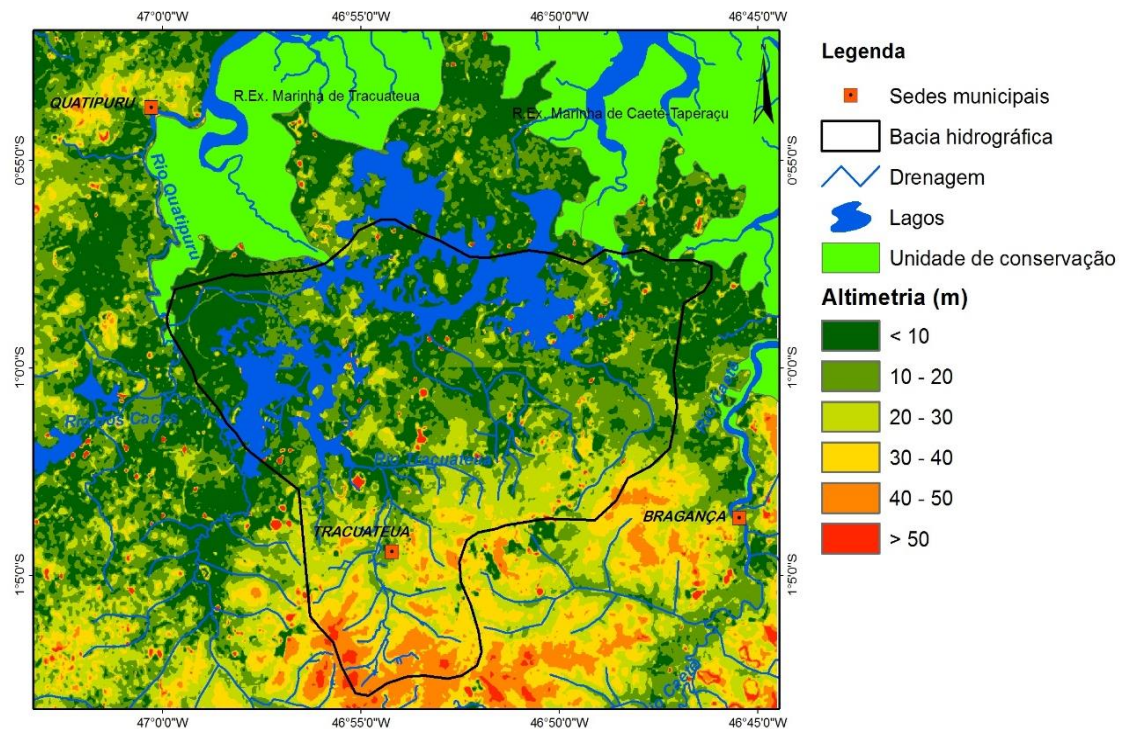 47°0'0"W
46°55'0"W
46°50'0"W
46°45'0"W
N
QUATIPURU
R.Ex. Marinha de Tracuateua
R.Ex. Marinha de Caeté-Taperaçu
0°55'0"S
0°55'0"S
Rio Quatipuru
1°0'0"S
1°0'0"S
Rio
Rio Caeté
Rio Tracuateua
TRACUATEUA
BRAGANÇA
1°5'0"S
1°5'0"S
Caeté
47°0'0"W
46°55'0"W
46°50'0"W
46°45'0"W
Legenda
Sedes municipais
Bacia hidrográfica
Drenagem
Lagos
Unidade de conservação
Altimetria (m)
< 10
10 - 20
20 - 30
30 - 40
40 - 50
> 50